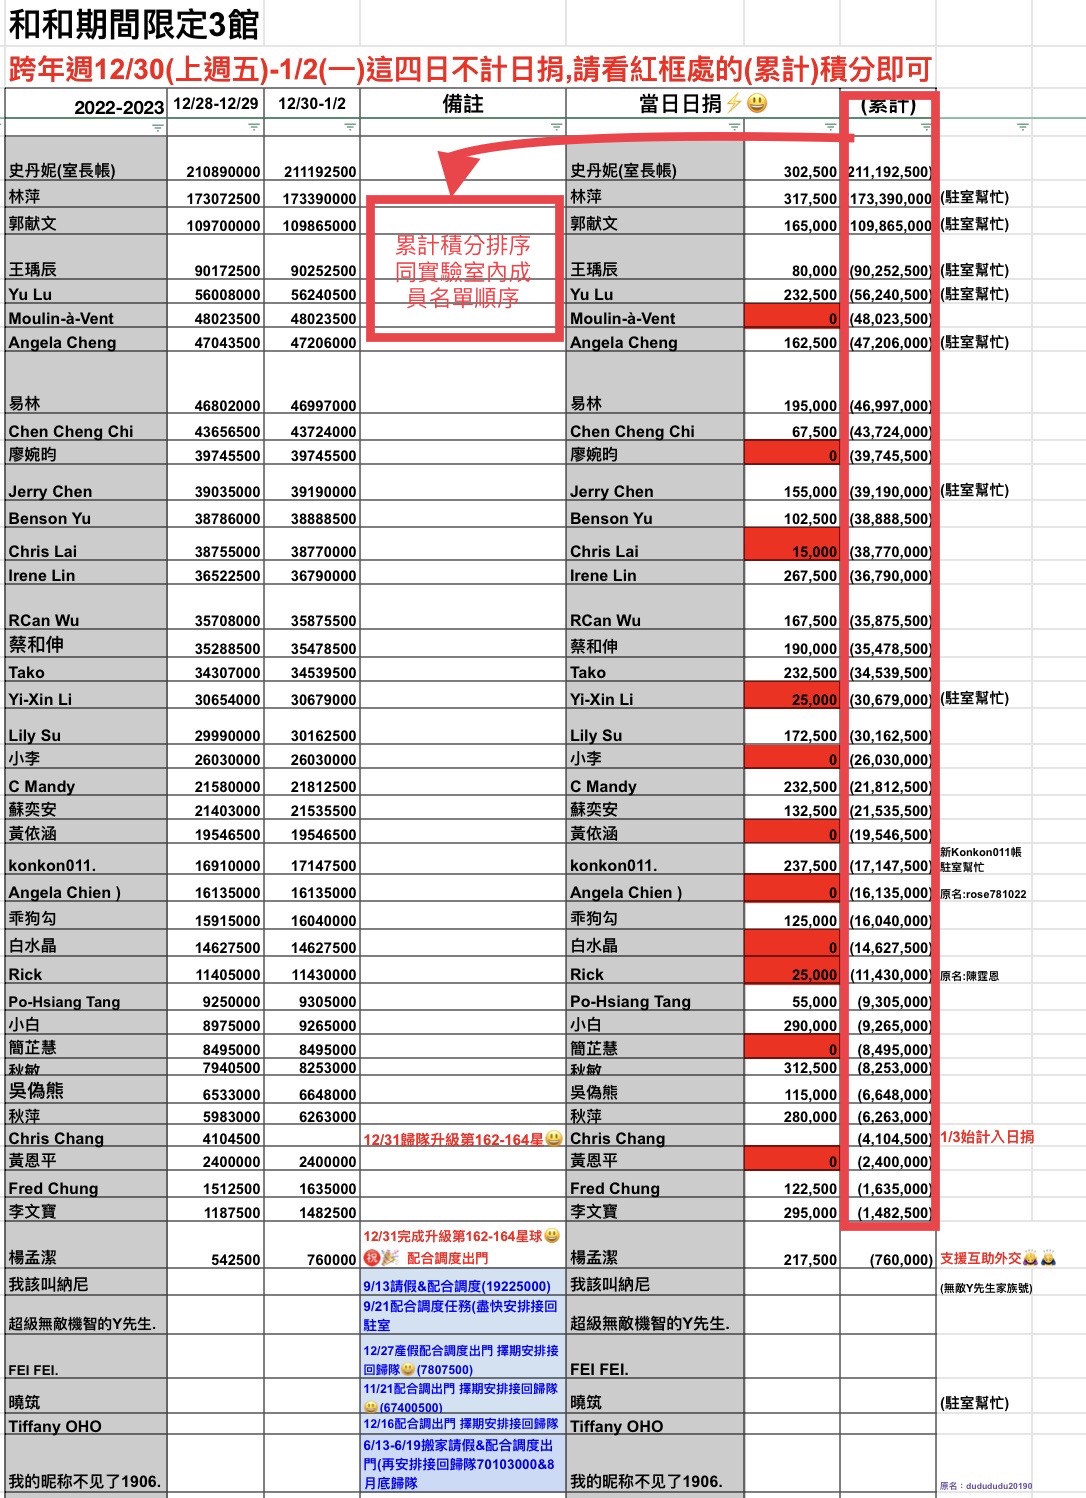 和和期間限定3館
跨年週12/30(上週五)-1/2(一)這四日不計日捐,請看紅框處的(累計)積分即可
2022-2023 12/28-12/29 12/30-1/2 備註 當日日捐⚡😃 (累計)
累計積分排序
同實驗室內成
員名單順序
史丹妮(室長帳) 210890000 211192500 史丹妮(室長帳) 302,500 211,192,500)
林萍 173072500 173390000 林萍 317,500 173,390,000) (駐室幫忙)
郭献文 109700000 109865000 郭献文 165,000 109,865,000) (駐室幫忙)
王瑀辰 90172500 90252500 王瑀辰 80,000 (90,252,500) (駐室幫忙)
Yu Lu 56008000 56240500 Yu Lu 232,500 (56,240,500) (駐室幫忙)
Moulin-à-Vent 48023500 48023500 Moulin-à-Vent 0 (48,023,500)
Angela Cheng 47043500 47206000 Angela Cheng 162,500 (47,206,000) (駐室幫忙)
易林 46802000 46997000 易林 195,000 (46,997,000)
Chen Cheng Chi 43656500 43724000 Chen Cheng Chi 67,500 (43,724,000)
廖婉昀 39745500 39745500 廖婉昀 0 (39,745,500)
Jerry Chen 39035000 39190000 Jerry Chen 155,000 (39,190,000) (駐室幫忙)
Benson Yu 38786000 38888500 Benson Yu 102,500 (38,888,500)
Chris Lai 38755000 38770000 Chris Lai 15,000 (38,770,000)
Irene Lin 36522500 36790000 Irene Lin 267,500 (36,790,000)
RCan Wu 35708000 35875500 RCan Wu 167,500 (35,875,500)
蔡和伸 35288500 35478500 蔡和伸 190,000 (35,478,500)
Tako 34307000 34539500 Tako 232,500 (34,539,500)
Yi-Xin Li 30654000 30679000 Yi-Xin Li 25,000 (30,679,000) (駐室幫忙)
Lily Su 29990000 30162500 Lily Su 172,500 (30,162,500)
小李 26030000 26030000 小李 0 (26,030,000)
C Mandy 21580000 21812500 C Mandy 232,500 (21,812,500)
蘇奕安 21403000 21535500 蘇奕安 132,500 (21,535,500)
黃依涵 19546500 19546500 黃依涵 0 (19,546,500)
konkon011. 16910000 17147500 konkon011. 237,500 (17,147,500) 新Konkon011帳
駐室幫忙
Angela Chien ) 16135000 16135000 Angela Chien ) 0 (16,135,000) 原名:rose781022
乖狗勾 15915000 16040000 乖狗勾 125,000 (16,040,000)
白水晶 14627500 14627500 白水晶 0 (14,627,500)
Rick 11405000 11430000 Rick 25,000 (11,430,000) 原名:陳霆恩
Po-Hsiang Tang 9250000 9305000 Po-Hsiang Tang 55,000 (9,305,000)
小白 8975000 9265000 小白 290,000 (9,265,000)
簡芷慧 8495000 8495000 簡芷慧 0 (8,495,000)
秋敏 7940500 8253000 秋敏 312,500 (8,253,000)
吳偽熊 6533000 6648000 吳偽熊 115,000 (6,648,000)
秋萍 5983000 6263000 秋萍 280,000 (6,263,000)
Chris Chang 4104500 12/31歸隊升級第162-164星😃 Chris Chang (4,104,500) 1/3始計入日捐
黃恩平 2400000 2400000 黃恩平 0 (2,400,000)
Fred Chung 1512500 1635000 Fred Chung 122,500 (1,635,000)
李文寶 1187500 1482500 李文寶 295,000 (1,482,500)
12/31完成升級第162-164星球😃
楊孟潔 542500 760000 ㊗️🎉 配合調度出門 楊孟潔 217,500 (760,000) 支援互助外交🙇🙇
我該叫納尼 9/13請假&配合調度(19225000) 我該叫納尼 (無敵Y先生家族號)
9/21配合調度任務(盡快安排接回
超級無敵機智的Y先生. 駐室 超級無敵機智的Y先生.
12/27產假配合調度出門 擇期安排接
FEI FEI. 回歸隊😃(7807500) FEI FEI.
11/21配合調出門 擇期安排接回歸隊
曉筑 😃(67400500) 曉筑 (駐室幫忙)
Tiffany OHO 12/16配合調出門 擇期安排接回歸隊 Tiffany OHO
6/13-6/19搬家請假&配合調度出
門(再安排接回歸隊70103000&8
我的昵称不见了1906. 月底歸隊 我的昵称不见了1906. 原名：dudududu20190